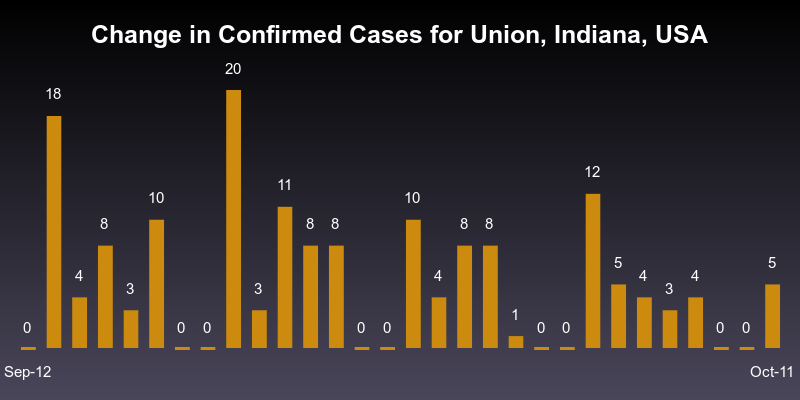 Change in Confirmed Cases for Union, Indiana, USA
0 18 4 8 3 10 0 0 20 3 11 8 8 0 0 10 4 8 8 1 0 0 12 5 4 3 4 0 0 5
Sep-12 Oct-11